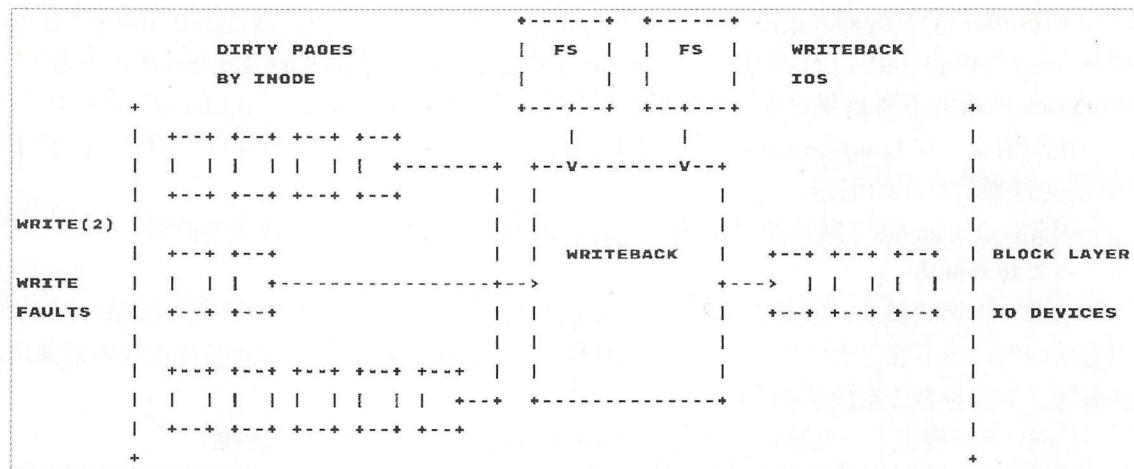 DIRTY PAGES FS FS WRITEBACK
BY INODE IOS
WRITE(2)
WRITEBACK BLOCK LAYER
WRITE
FAULTS IO DEVICES